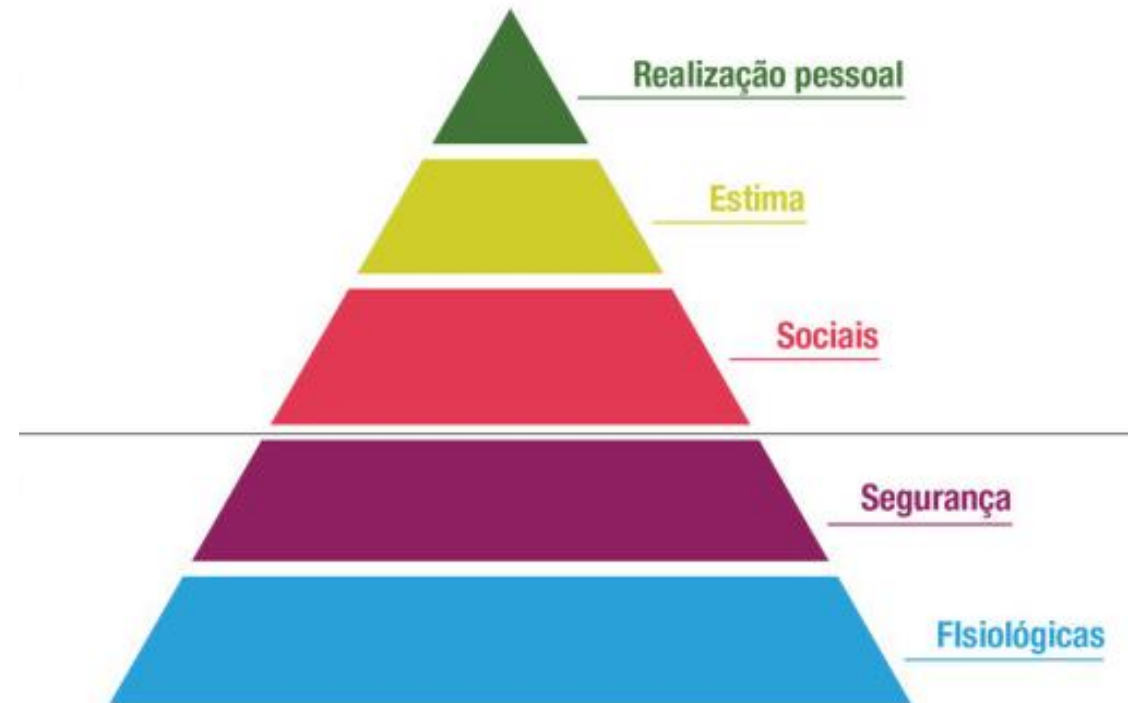 Realização pessoal
Estima
Sociais
Segurança
FIsiológicas